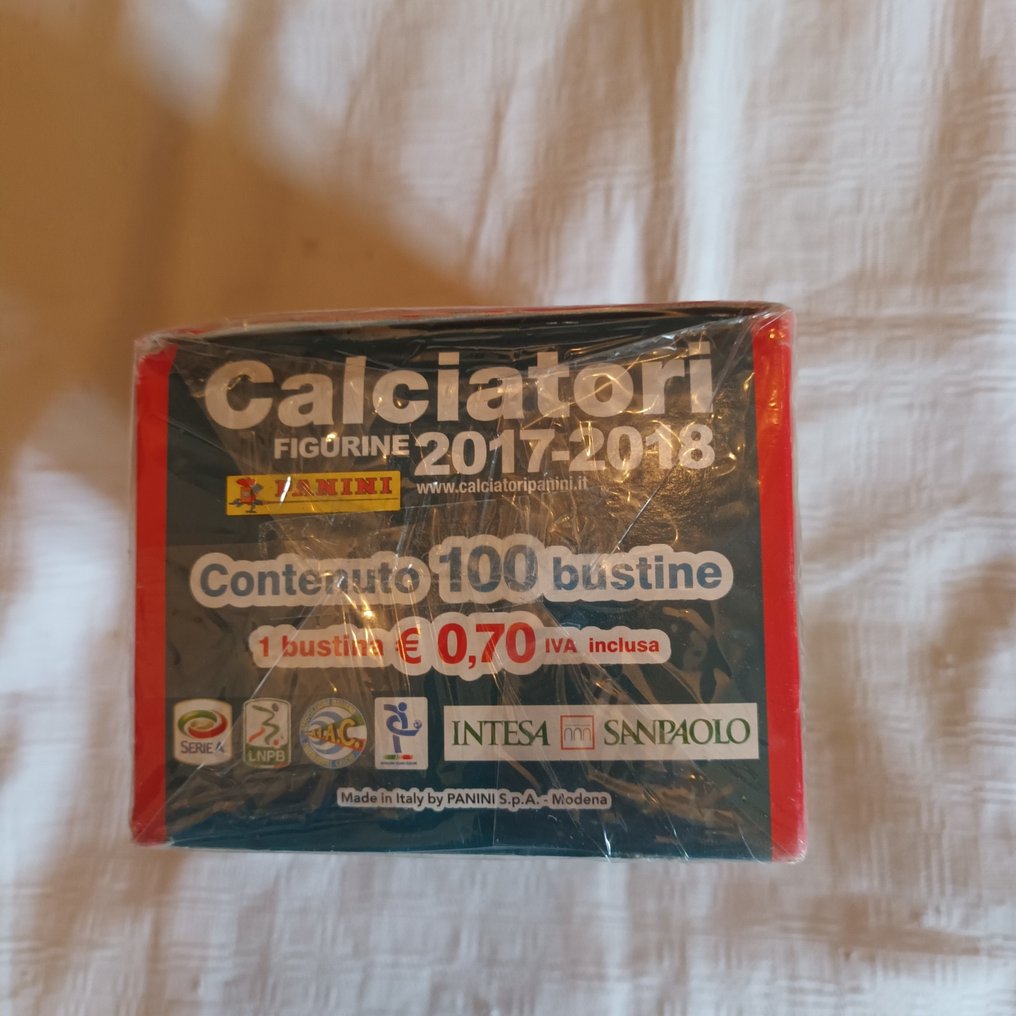 Calciatori
FIGURINE 2017-2018
PANINI www.calciatoripanini.it
Contenuto 100 bustine
1 bustina € 0,70 IVA inclusa
SERIE A LNPB A.I.C. INTESA SANPAOLO
Made in Italy by PANINI S.p.A. - Modena